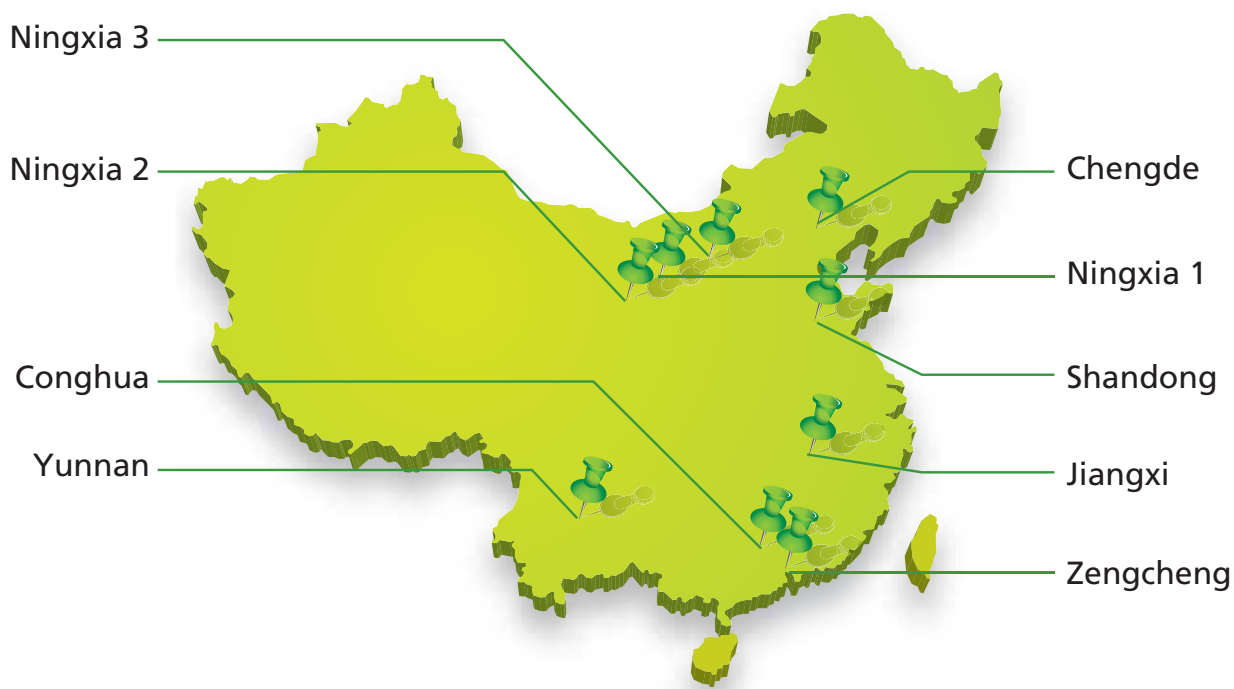 Ningxia 3
Ningxia 2
Conghua
Yunnan
Chengde
Ningxia 1
Shandong
Jiangxi
Zengcheng